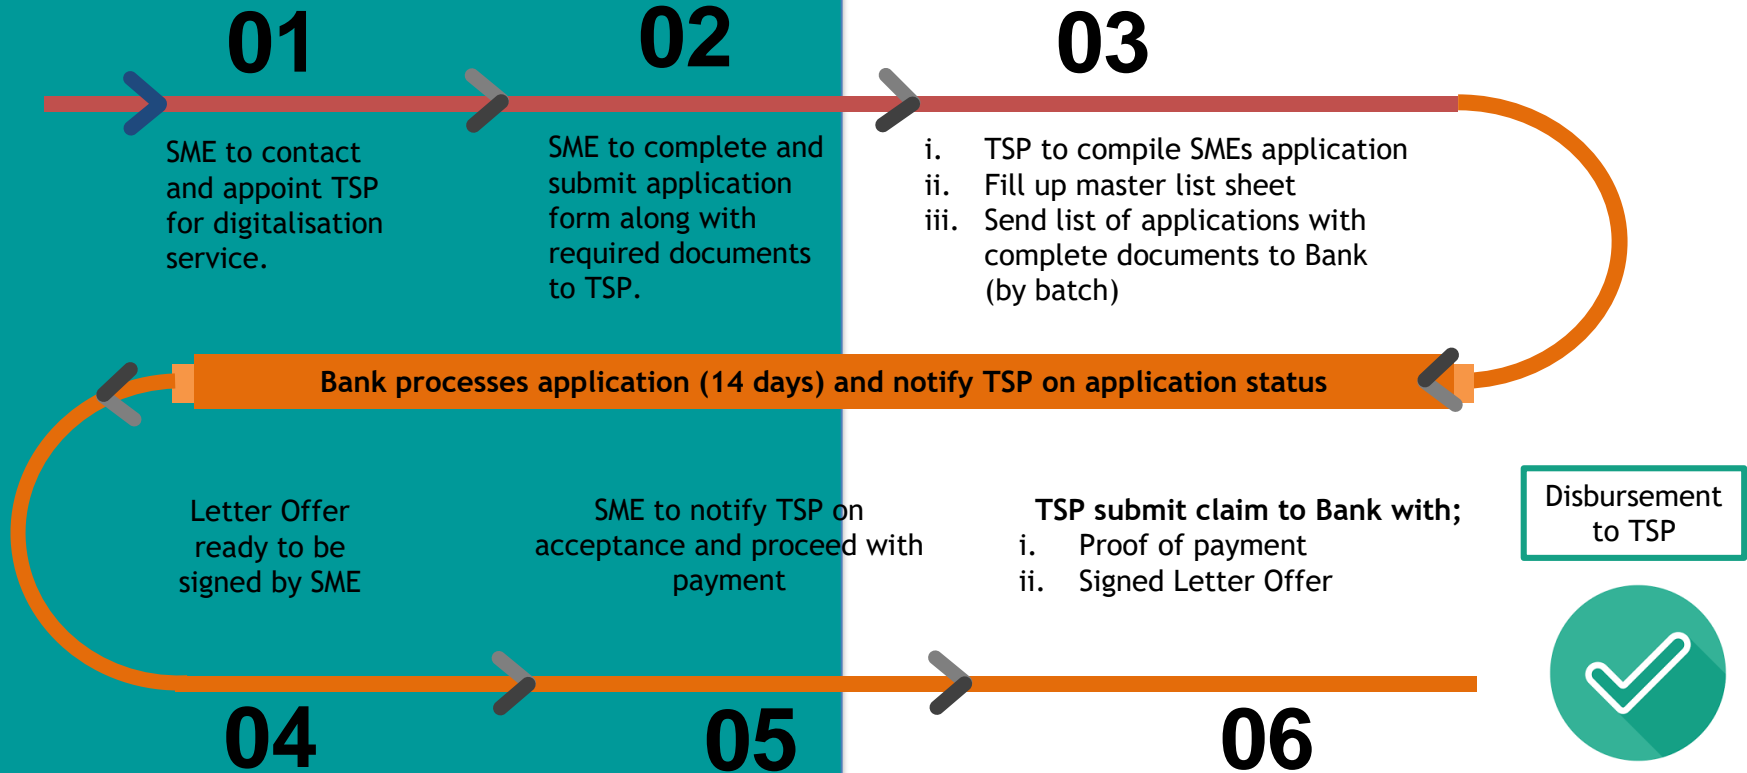 01
SME to contact
and appoint TSP
for digitalisation
service.
02
SME to complete and
submit application
form along with
required documents
to TSP.
03
i. TSP to compile SMEs application
ii. Fill up master list sheet
iii. Send list of applications with
complete documents to Bank
(by batch)
Bank processes application (14 days) and notify TSP on application status
Letter Offer
ready to be
signed by SME
04
SME to notify TSP on
acceptance and proceed with
payment
05
TSP submit claim to Bank with;
i. Proof of payment
ii. Signed Letter Offer
06
Disbursement
to TSP